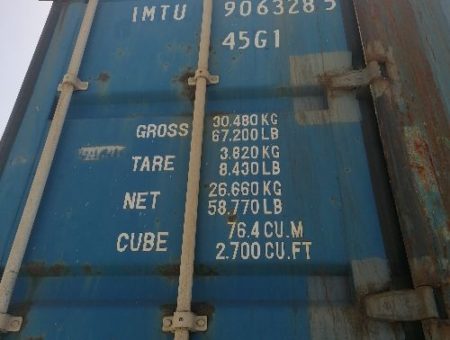 IMTU 906328 5
45G1
GROSS 30.480 KG
67.200 LB
TARE 3.820 KG
8.430 LB
NET 26.660 KG
58.770 LB
CUBE 76.4 CU.M
2.700 CU.FT